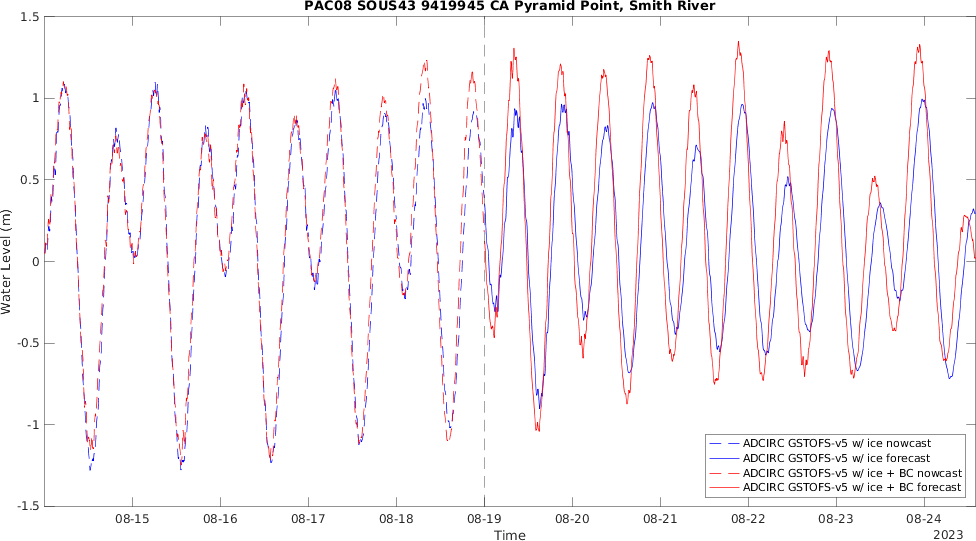 PAC08 SOUS43 9419945 CA Pyramid Point, Smith River
1.5
1
0.5
0
-0.5
-1
-1.5
Water Level (m)
ADCIRC GSTOFS-v5 w/ ice nowcast
ADCIRC GSTOFS-v5 w/ ice forecast
ADCIRC GSTOFS-v5 w/ ice + BC nowcast
ADCIRC GSTOFS-v5 w/ ice + BC forecast
08-15 08-16 08-17 08-18 08-19 08-20 08-21 08-22 08-23 08-24
Time
2023